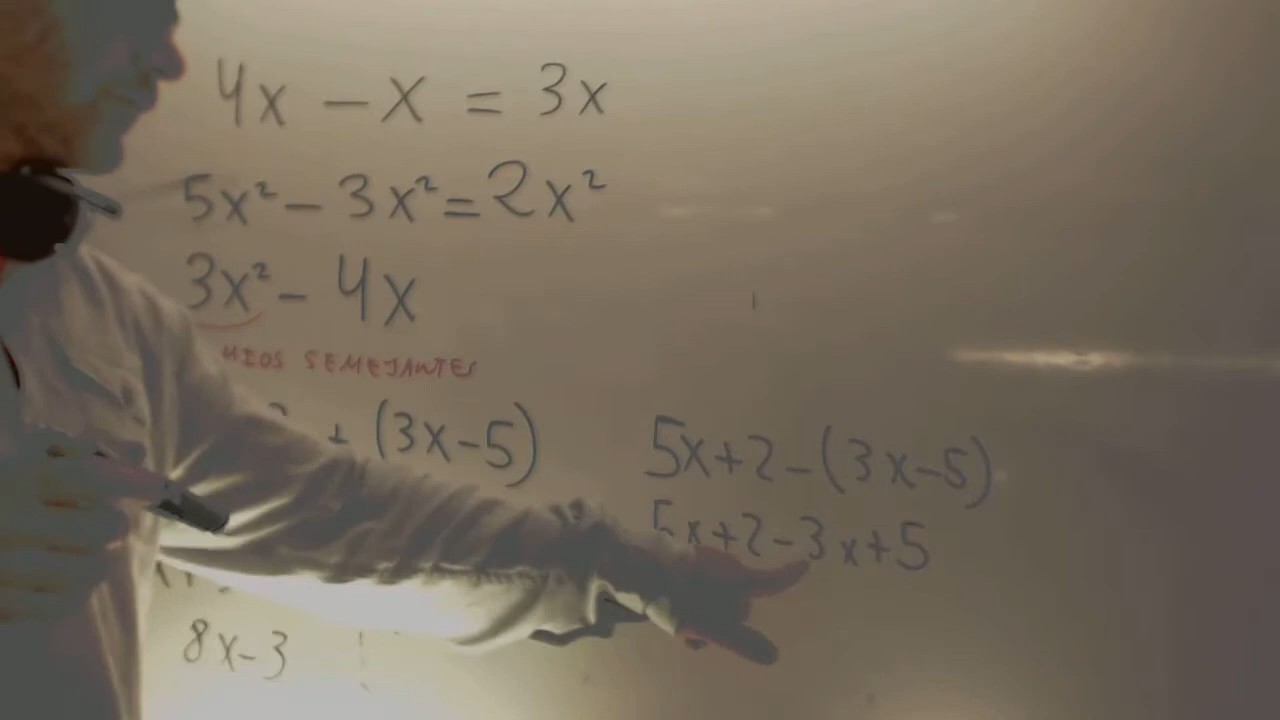 4x - x = 3x
5x² - 3x² = 2x²
3x² - 4x
SEMEJANTES
+ (3x-5)
5x+2-(3x-5)
5x+2-3x+5
8x-3